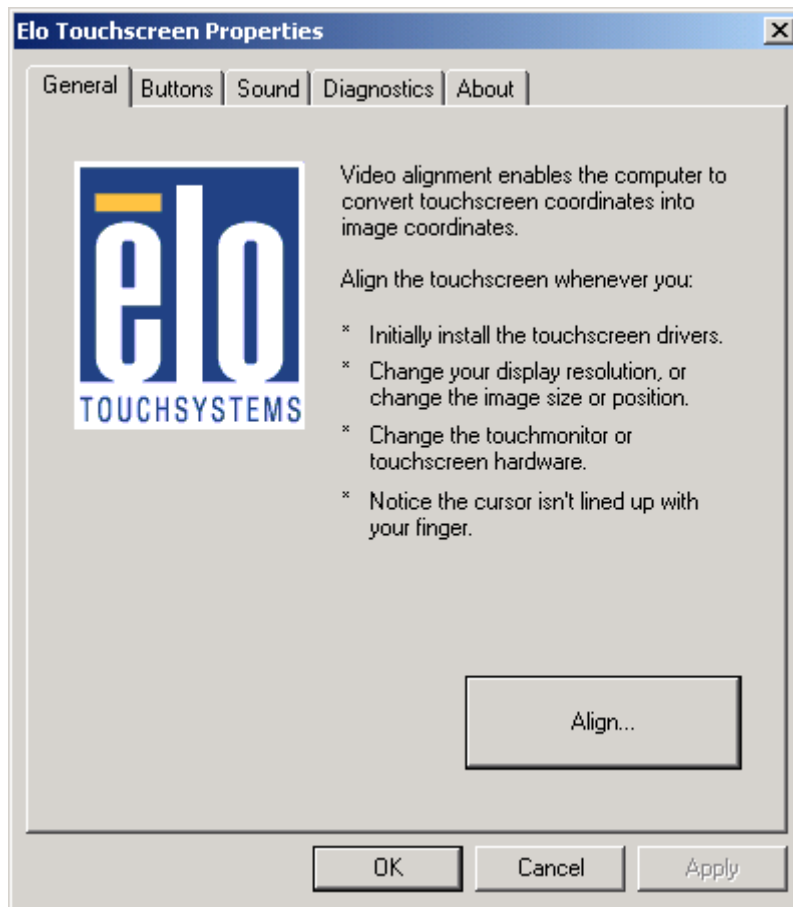 Elo Touchscreen Properties
General Buttons Sound Diagnostics About
elo
TOUCHSYSTEMS
Video alignment enables the computer to
convert touchscreen coordinates into
image coordinates.
Align the touchscreen whenever you:
* Initially install the touchscreen drivers.
* Change your display resolution, or
change the image size or position.
* Change the touchmonitor or
touchscreen hardware.
* Notice the cursor isn't lined up with
your finger.
Align...
OK Cancel Apply